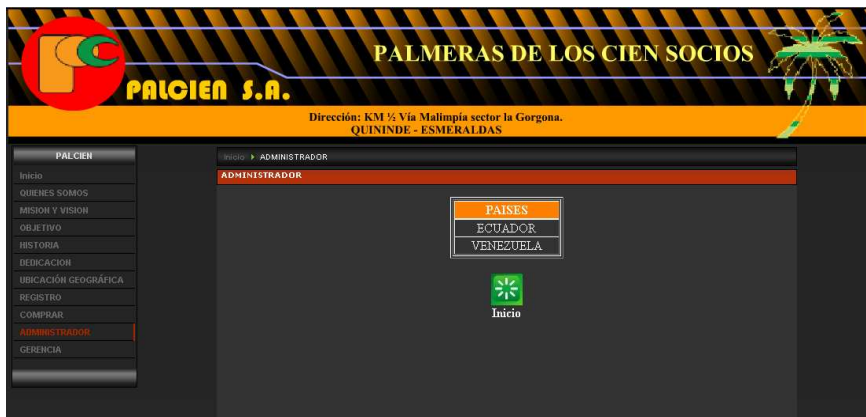 PALMERAS DE LOS CIEN SOCIOS
PALCIEN S.A.
Dirección: KM ½ Vía Malimpía sector la Gorgona.
QUININDE - ESMERALDAS
PALCIEN
Inicio
QUIENES SOMOS
MISION Y VISION
OBJETIVO
HISTORIA
DEDICACION
UBICACIÓN GEOGRÁFICA
REGISTRO
COMPRAR
ADMINISTRADOR
GERENCIA
Inicio ADMINISTRADOR
ADMINISTRADOR
PAISES
ECUADOR
VENEZUELA
Inicio